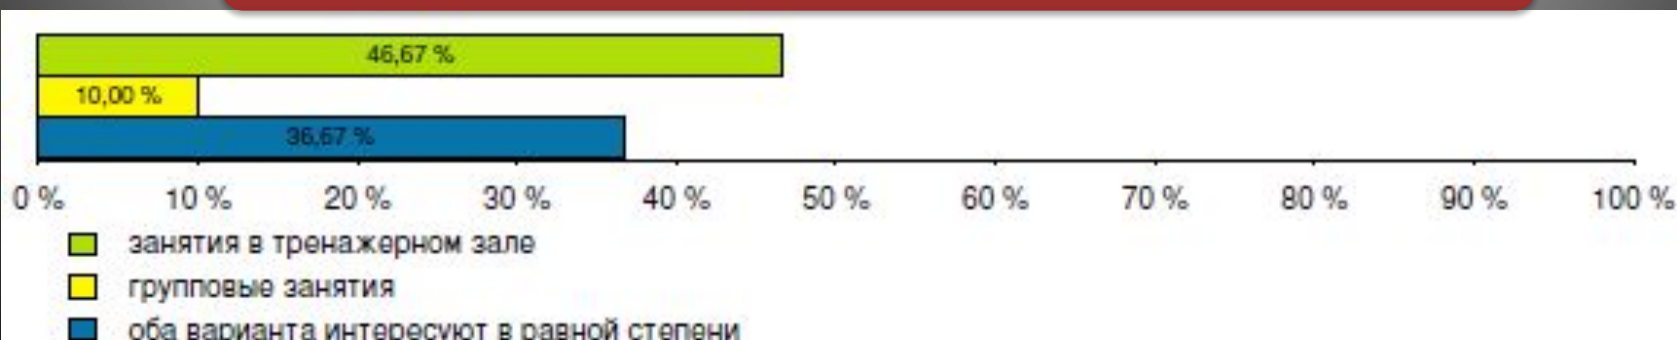 46,67 %
10,00 %
36,67 %
0 % 10 % 20 % 30 % 40 % 50 % 60 % 70 % 80 % 90 % 100 %
занятия в тренажерном зале
групповые занятия
оба варианта интересуют в равной степени